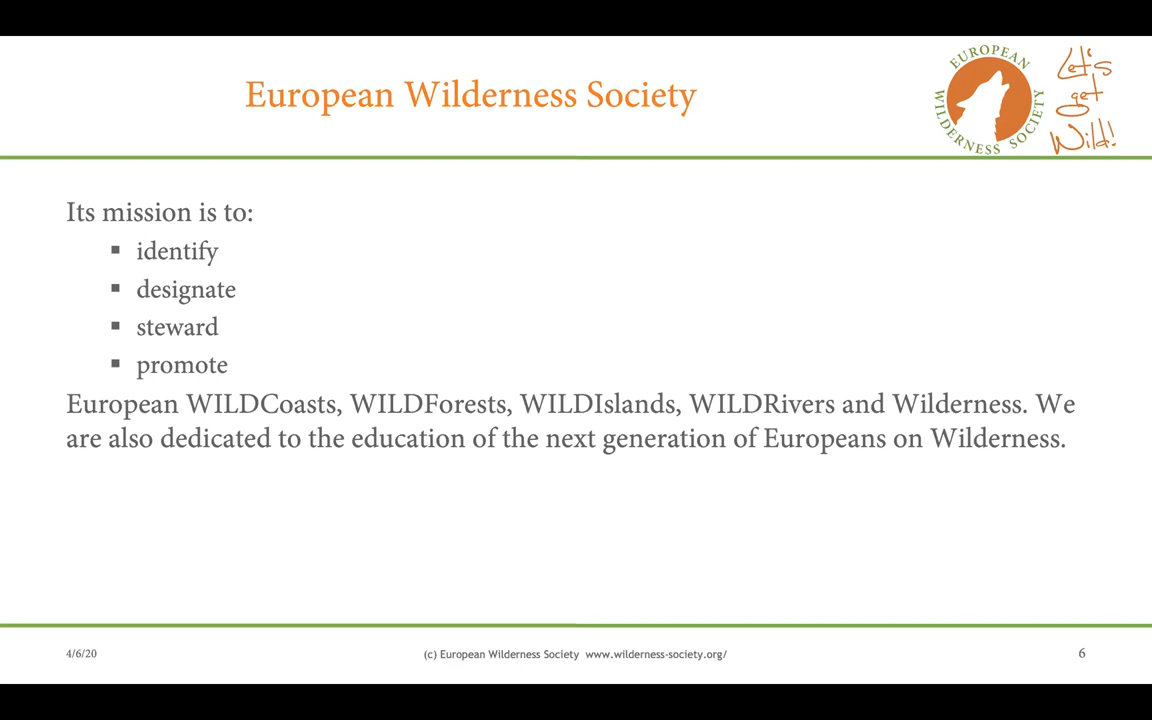 European Wilderness Society
EUROPEAN
WILDERNESS SOCIETY
Let's
get
Wild!
Its mission is to:
▪ identify
▪ designate
▪ steward
▪ promote
European WILDCoasts, WILDForests, WILDIslands, WILDRivers and Wilderness. We
are also dedicated to the education of the next generation of Europeans on Wilderness.
4/6/20
(c) European Wilderness Society www.wilderness-society.org/
6